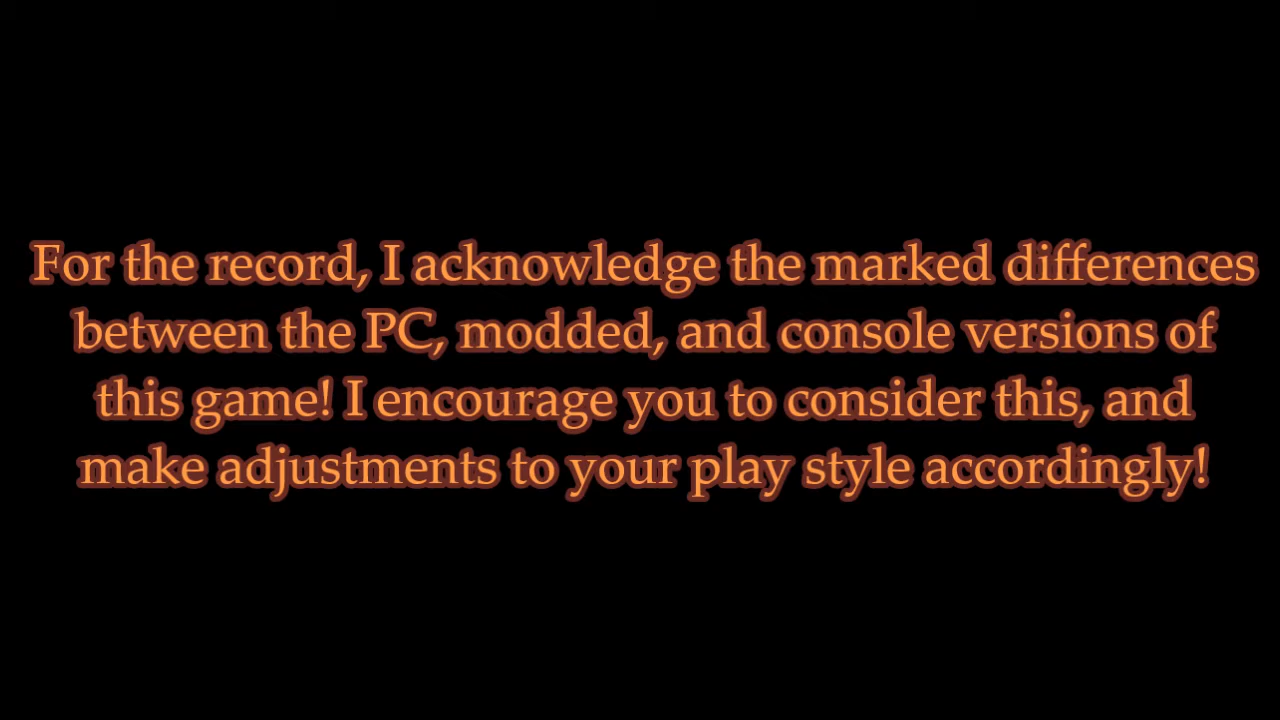 For the record, I acknowledge the marked differences
between the PC, modded, and console versions of
this game! I encourage you to consider this, and
make adjustments to your play style accordingly!